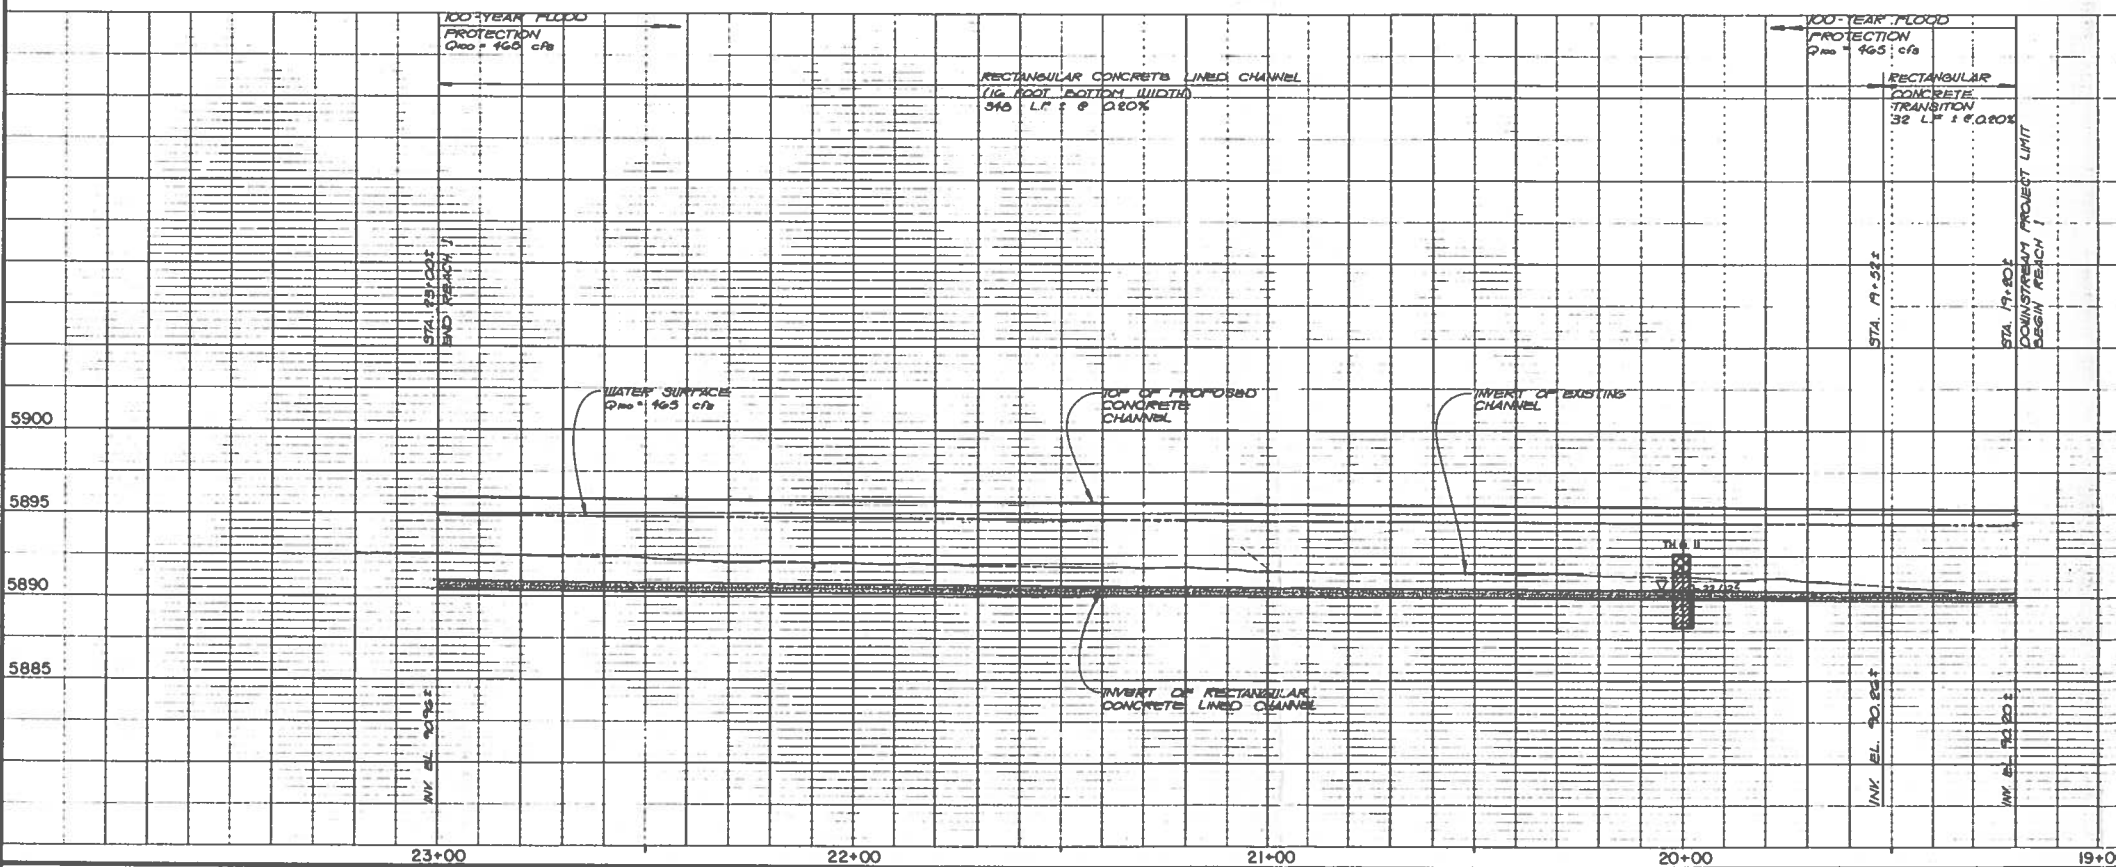 100-YEAR FLOOD
PROTECTION
Q100 = 465 cfs
100-YEAR FLOOD
PROTECTION
Q100 = 465 cfs
RECTANGULAR CONCRETE LINED CHANNEL
(16 FOOT BOTTOM WIDTH)
348 L.F. ± @ 0.20%
RECTANGULAR
CONCRETE
TRANSITION
32 L.F. ± @ 0.20%
STA. 23+00±
END REACH 1
STA. 19+52±
STA. 19+20±
DOWNSTREAM PROJECT LIMIT
BEGIN REACH 1
WATER SURFACE
Q100 = 465 cfs
TOP OF PROPOSED
CONCRETE
CHANNEL
INVERT OF EXISTING
CHANNEL
5900
5895
5890
5885
TH # 11
INVERT OF RECTANGULAR
CONCRETE LINED CHANNEL
INV. EL. 90.96±
INV. EL. 90.26±
INV. EL. 90.20±
23+00
22+00
21+00
20+00